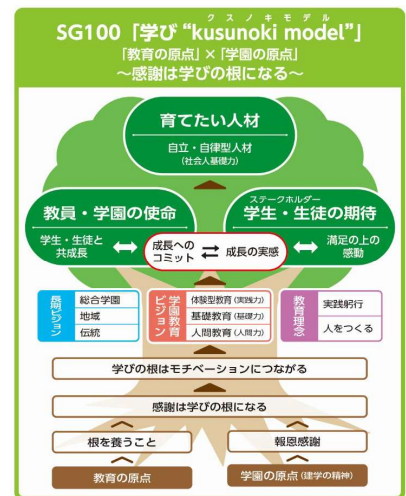 クスノキモデル
SG100「学び “kusunoki model”」
「教育の原点」×「学園の原点」
～感謝は学びの根になる～
育てたい人材
自立・自律型人材
(社会人基礎力)
教員・学園の使命
学生・生徒と
共成長
ステークホルダー
学生・生徒の期待
満足の上の
感動
成長への
コミット
成長の実感
長期ビジョン
総合学園
地域
伝統
学園教育
ビジョン
体験型教育(実践力)
基礎教育(基礎力)
人間教育(人間力)
教育理念
実践躬行
人をつくる
学びの根はモチベーションにつながる
感謝は学びの根になる
根を養うこと
報恩感謝
教育の原点
学園の原点(建学の精神)